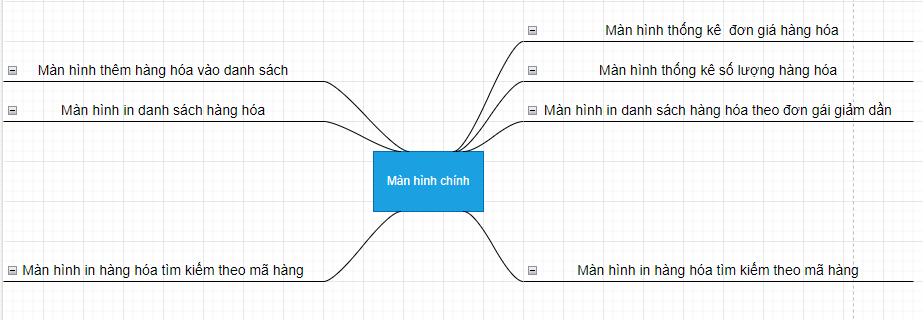 Màn hình thống kê  đơn giá hàng hóa
Màn hình thêm hàng hóa vào danh sách
Màn hình thống kê số lượng hàng hóa
Màn hình in danh sách hàng hóa
Màn hình in danh sách hàng hóa theo đơn gái giảm dần
Màn hình chính
Màn hình in hàng hóa tìm kiếm theo mã hàng
Màn hình in hàng hóa tìm kiếm theo mã hàng